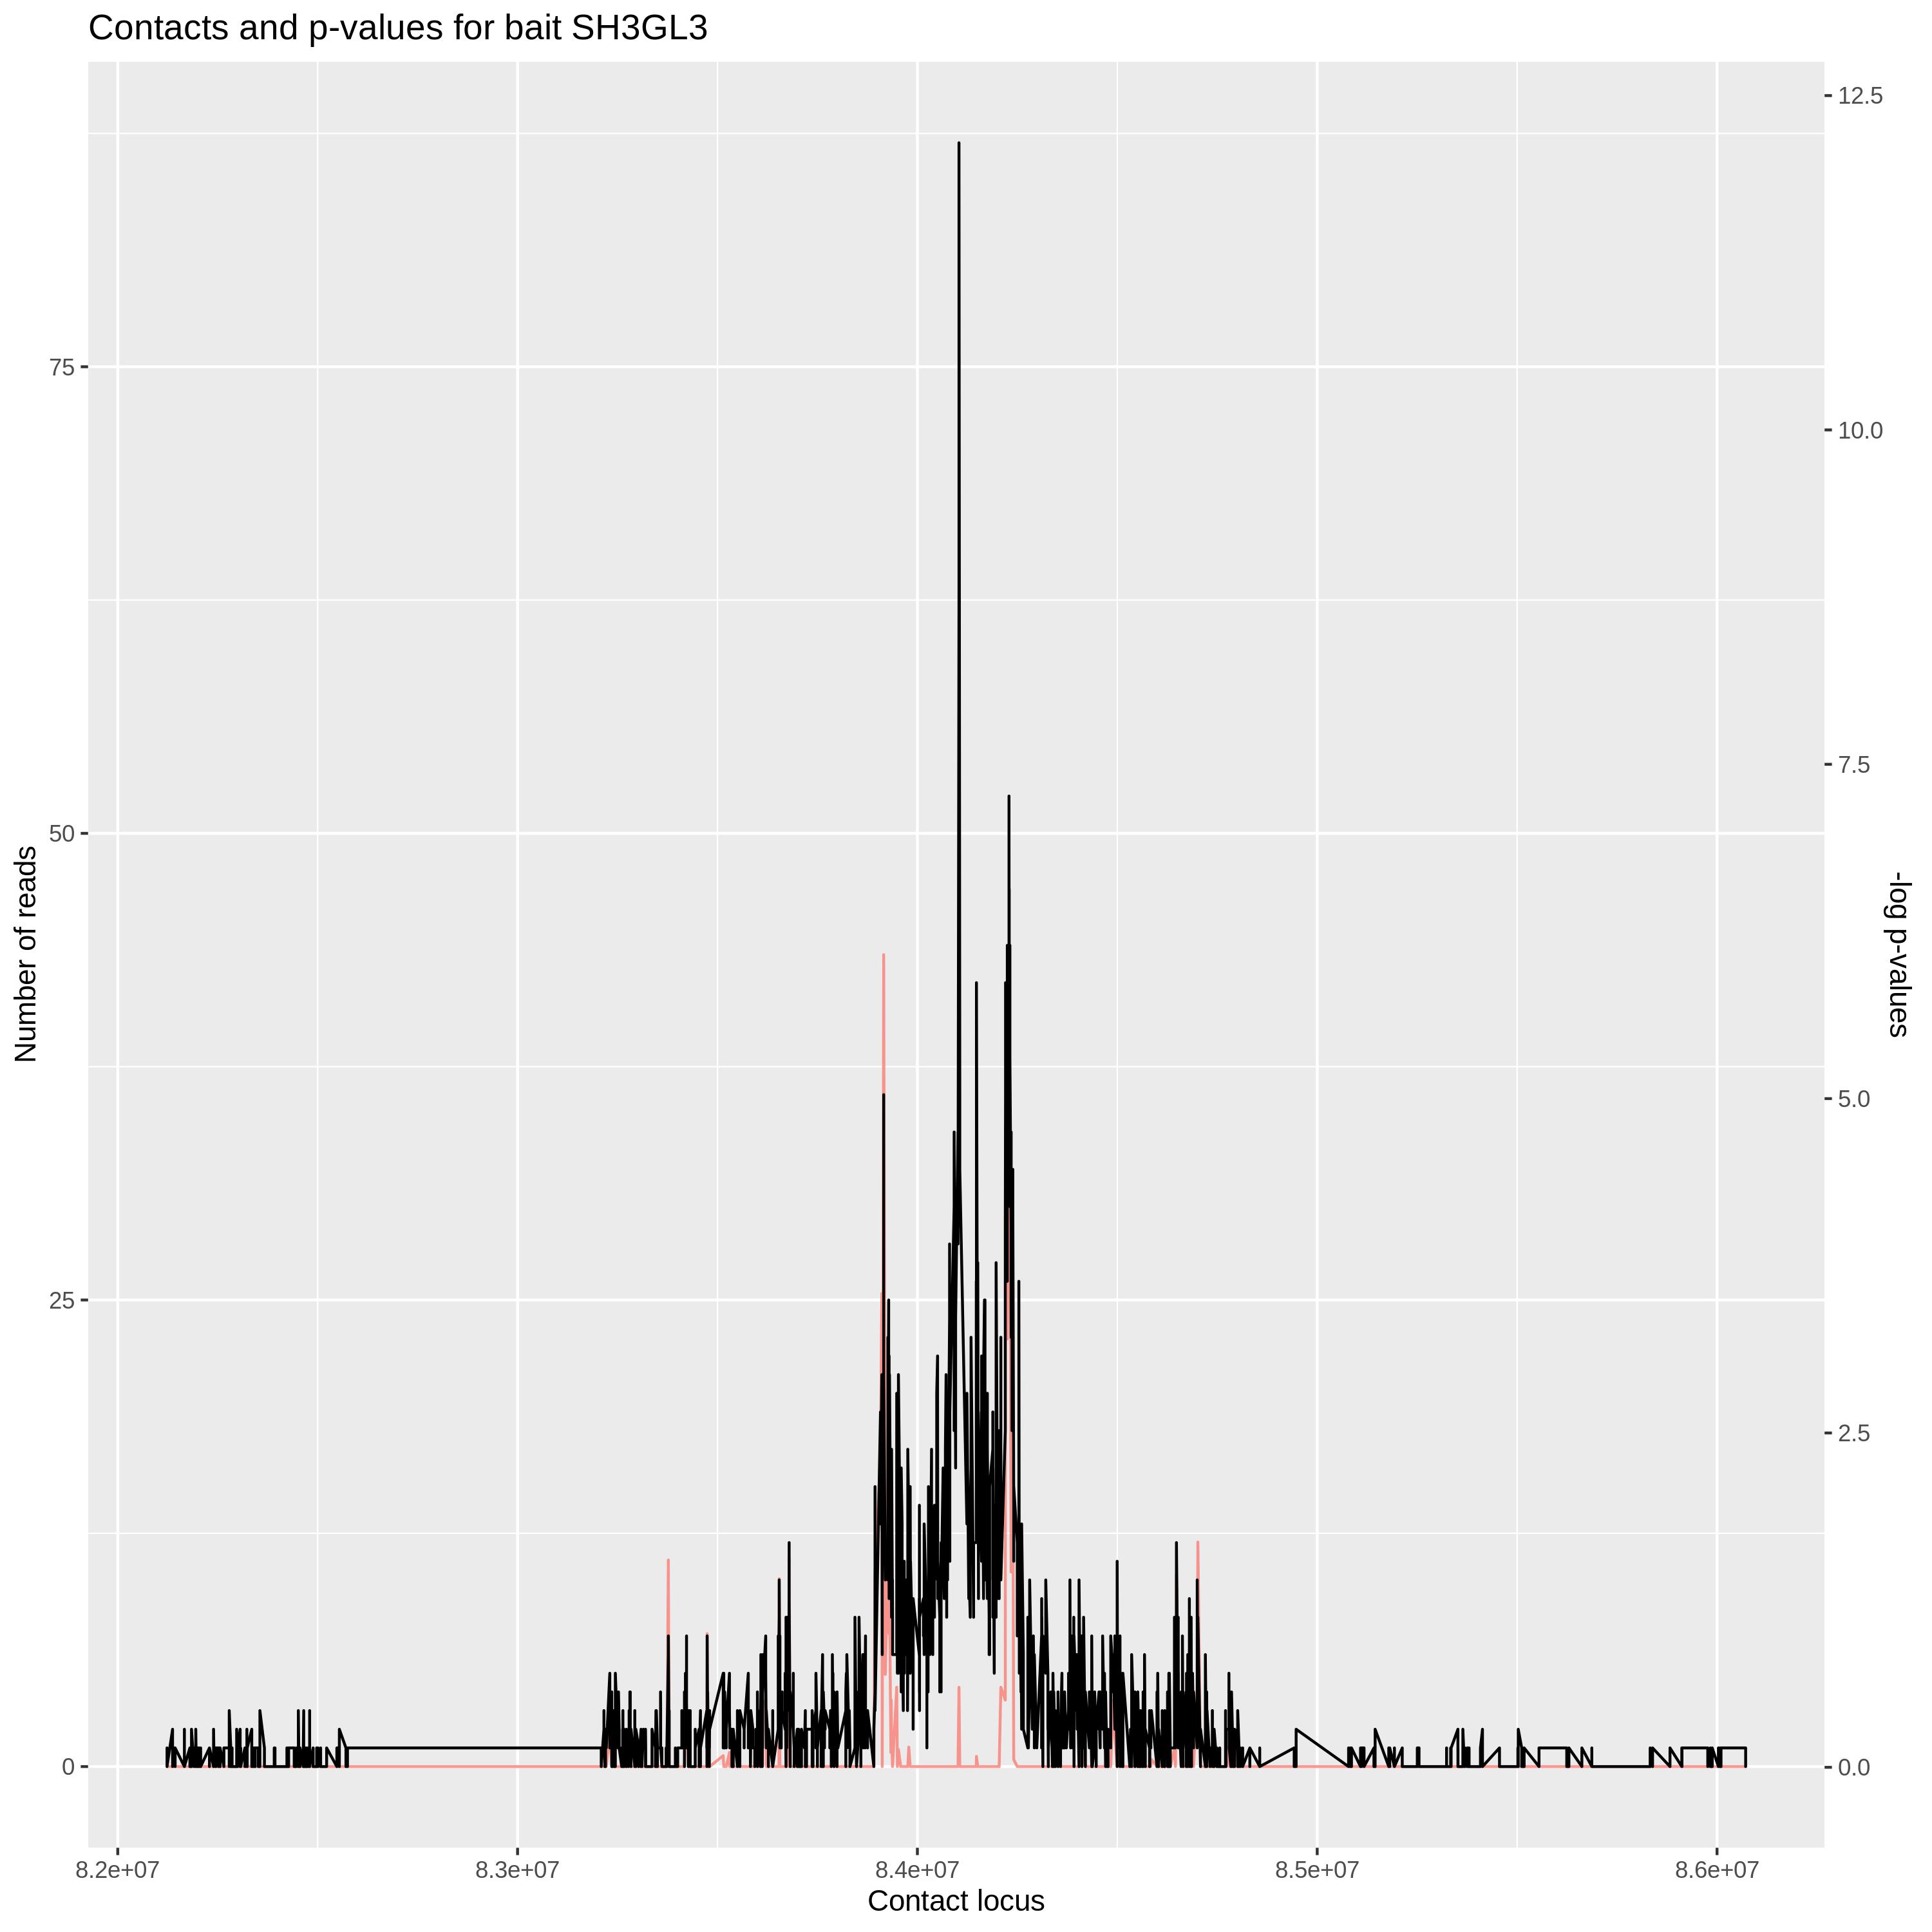 Contacts and p-values for bait SH3GL3
12.5
75
10.0
7.5
50
Number of reads
-log p-values
5.0
25
2.5
0
0.0
8.2e+07 8.3e+07 8.4e+07 8.5e+07 8.6e+07
Contact locus